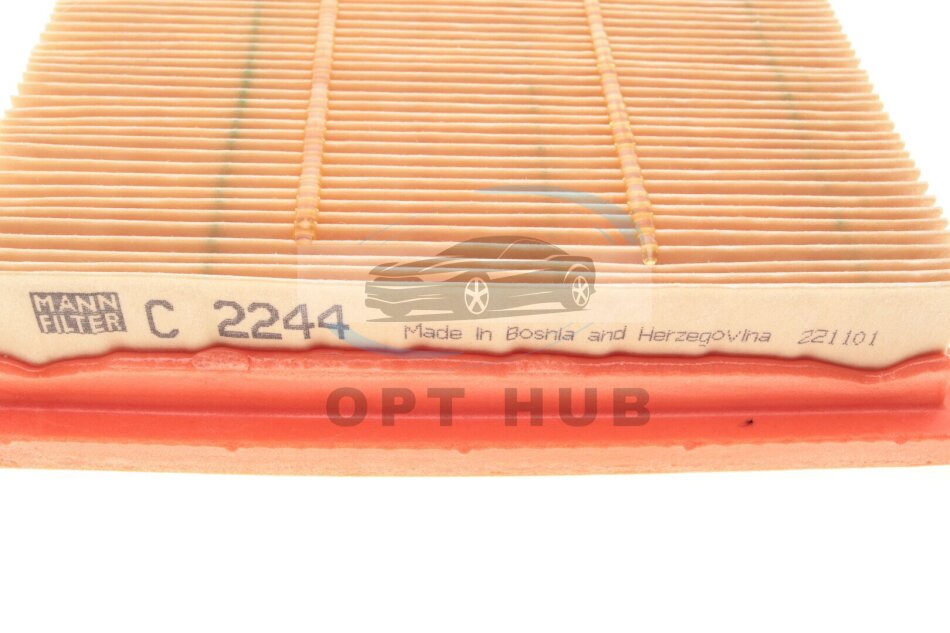 MANN
FILTER
C 2244
Made In Bosnia and Herzegovina 221101
OPT HUB